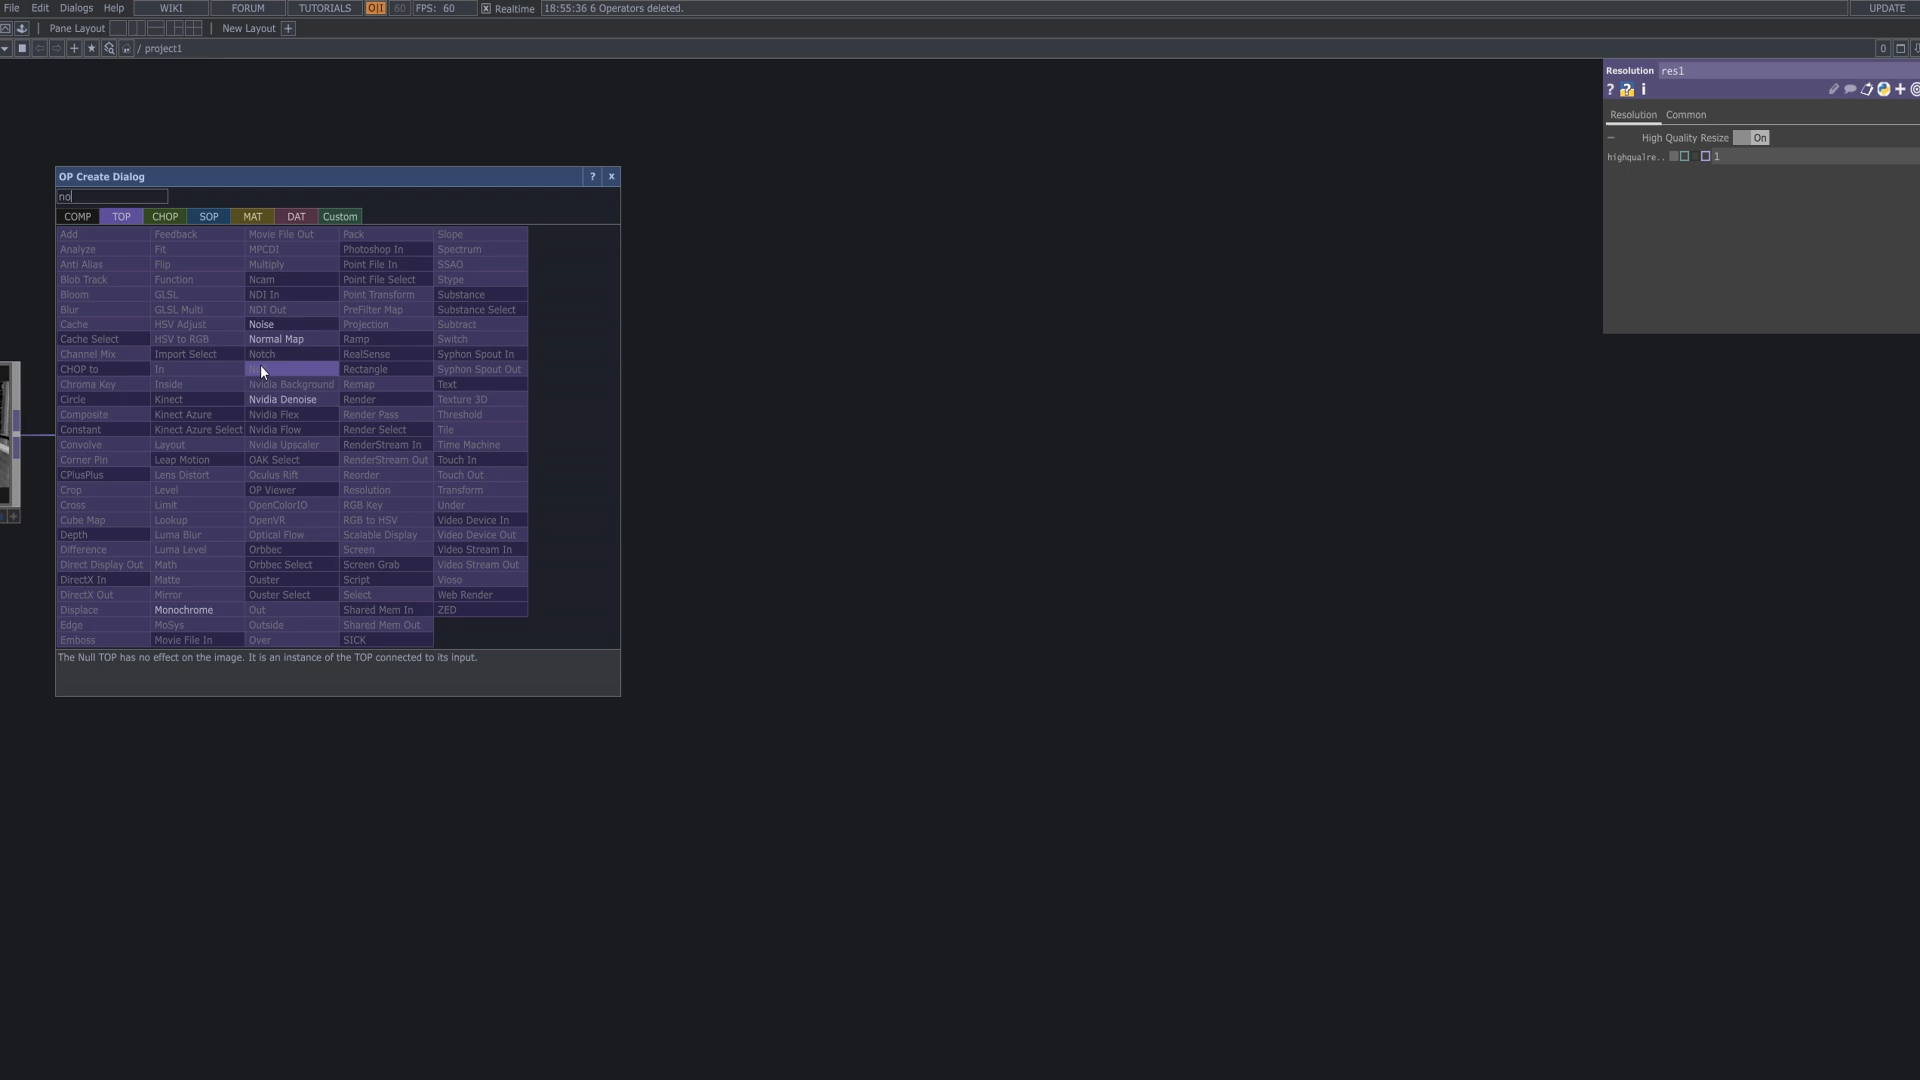 File Edit Dialogs Help WIKI FORUM TUTORIALS O|I 60 FPS: 60 Realtime 18:55:36 6 Operators deleted. UPDATE
Pane Layout New Layout +
/ project1 0
Resolution res1
? ? i
Resolution Common
High Quality Resize On
highqualre.. 1
OP Create Dialog ? x
no
COMP TOP CHOP SOP MAT DAT Custom
Add Feedback Movie File Out Pack Slope
Analyze Fit MPCDI Photoshop In Spectrum
Anti Alias Flip Multiply Point File In SSAO
Blob Track Function Ncam Point File Select Stype
Bloom GLSL NDI In Point Transform Substance
Blur GLSL Multi NDI Out PreFilter Map Substance Select
Cache HSV Adjust Noise Projection Subtract
Cache Select HSV to RGB Normal Map Ramp Switch
Channel Mix Import Select Notch RealSense Syphon Spout In
CHOP to In Rectangle Syphon Spout Out
Chroma Key Inside Nvidia Background Remap Text
Circle Kinect Nvidia Denoise Render Texture 3D
Composite Kinect Azure Nvidia Flex Render Pass Threshold
Constant Kinect Azure Select Nvidia Flow Render Select Tile
Convolve Layout Nvidia Upscaler RenderStream In Time Machine
Corner Pin Leap Motion OAK Select RenderStream Out Touch In
CPlusPlus Lens Distort Oculus Rift Reorder Touch Out
Crop Level OP Viewer Resolution Transform
Cross Limit OpenColorIO RGB Key Under
Cube Map Lookup OpenVR RGB to HSV Video Device In
Depth Luma Blur Optical Flow Scalable Display Video Device Out
Difference Luma Level Orbbec Screen Video Stream In
Direct Display Out Math Orbbec Select Screen Grab Video Stream Out
DirectX In Matte Ouster Script Vioso
DirectX Out Mirror Ouster Select Select Web Render
Displace Monochrome Out Shared Mem In ZED
Edge MoSys Outside Shared Mem Out
Emboss Movie File In Over SICK
The Null TOP has no effect on the image. It is an instance of the TOP connected to its input.